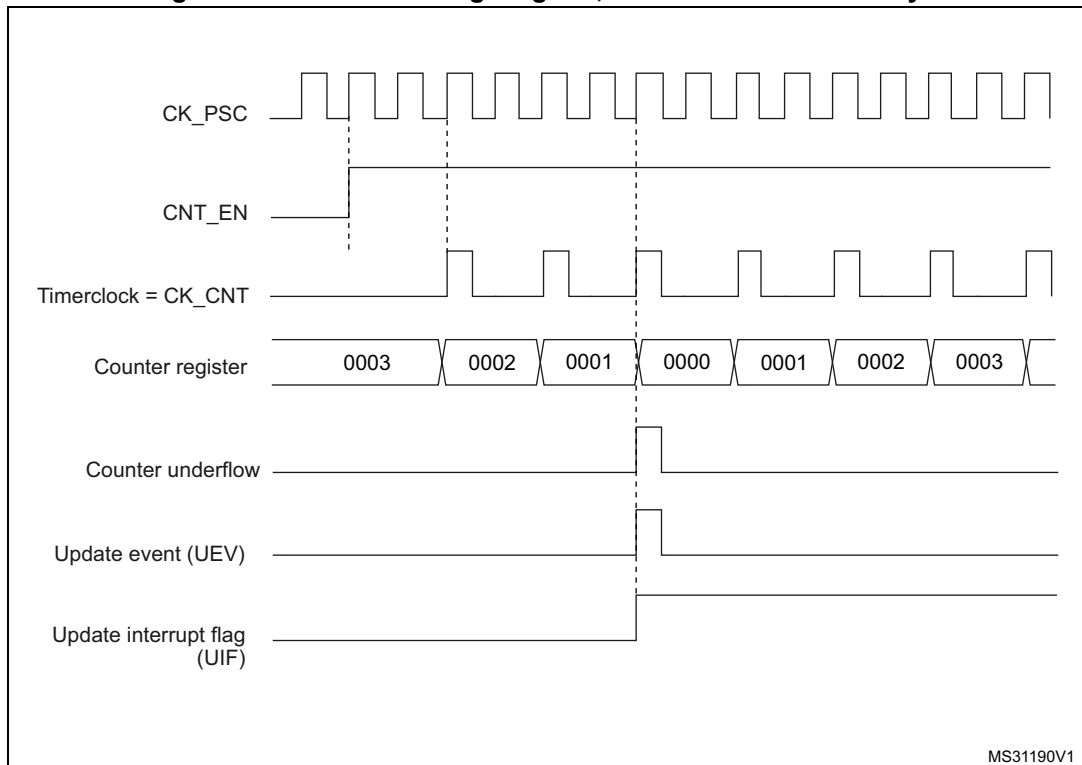 CK_PSC
CNT_EN
Timerclock = CK_CNT
Counter register 0003 0002 0001 0000 0001 0002 0003
Counter underflow
Update event (UEV)
Update interrupt flag
(UIF)
MS31190V1